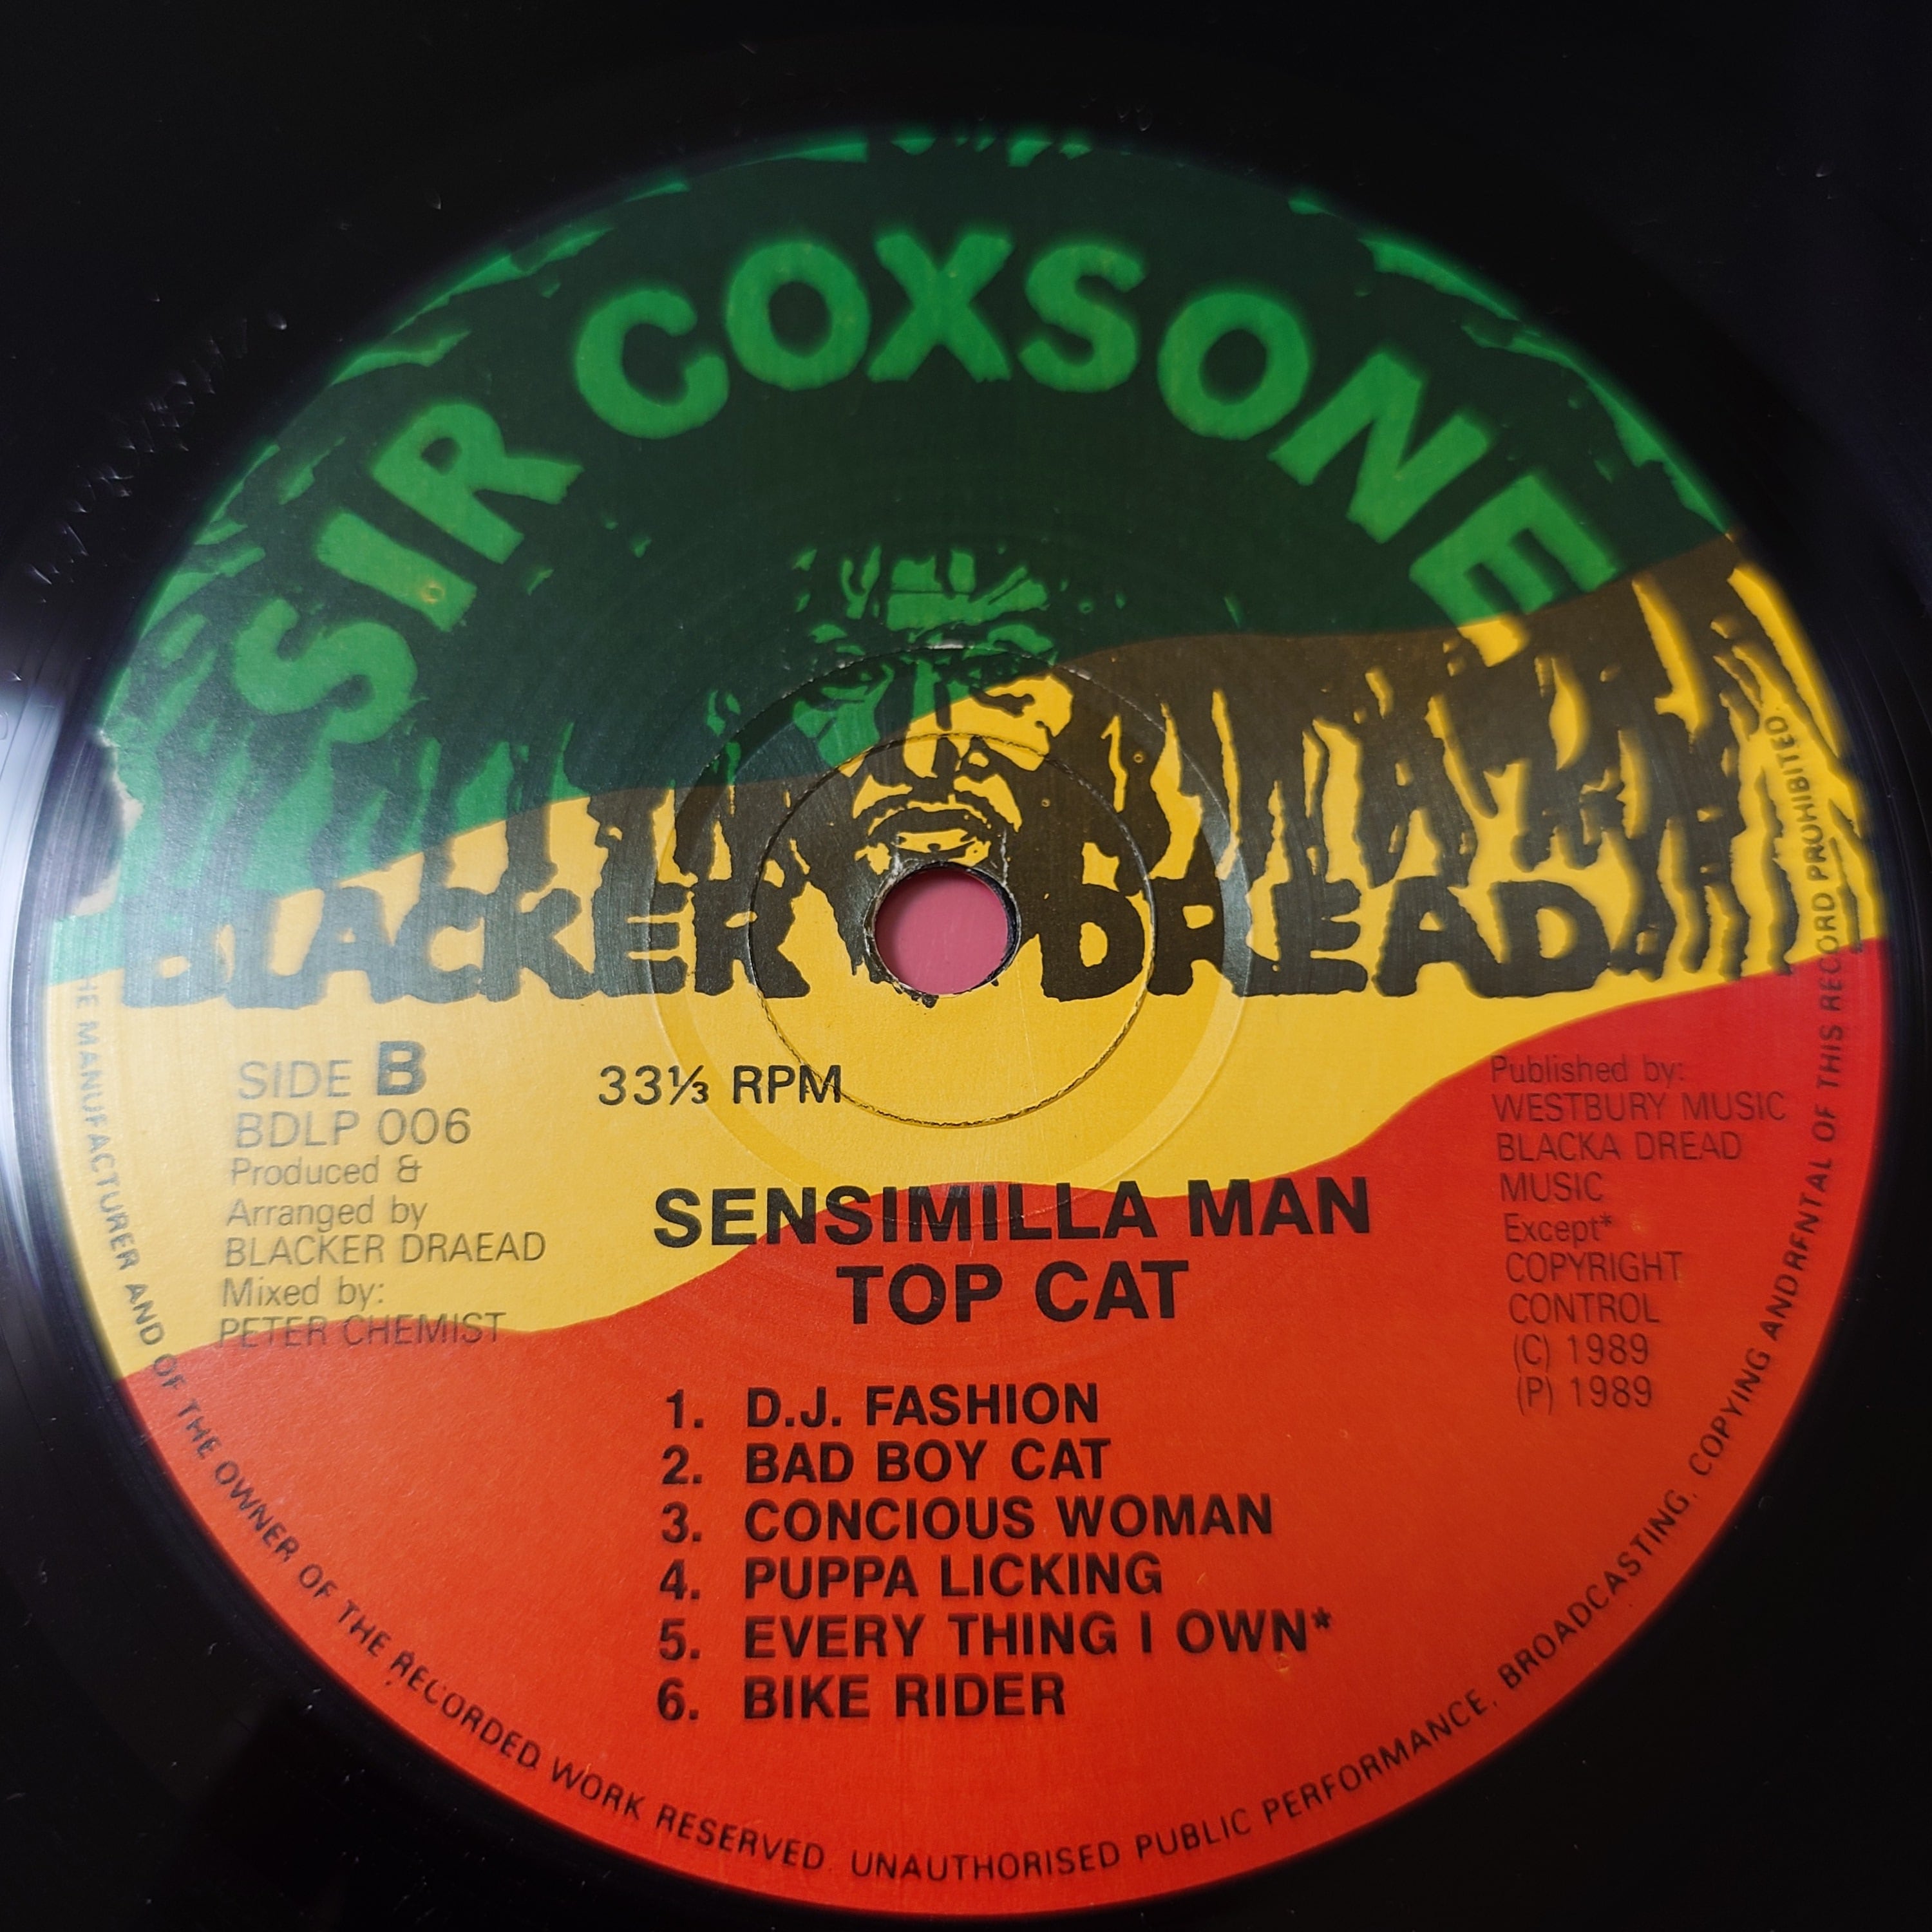 SIR COXSONE
BLACKER DREAD
SIDE B
BDLP 006
33⅓ RPM
Produced &
Arranged by
BLACKER DRAEAD
Mixed by:
PETER CHEMIST
Published by:
WESTBURY MUSIC
BLACKA DREAD
MUSIC
Except*
COPYRIGHT
CONTROL
(C) 1989
(P) 1989
SENSIMILLA MAN
TOP CAT
1. D.J. FASHION
2. BAD BOY CAT
3. CONCIOUS WOMAN
4. PUPPA LICKING
5. EVERY THING I OWN*
6. BIKE RIDER
MANUFACTURER AND OF THE OWNER OF THE RECORDED WORK RESERVED. UNAUTHORISED PUBLIC PERFORMANCE, BROADCASTING, COPYING ANDRENTAL OF THIS RECORD PROHIBITED